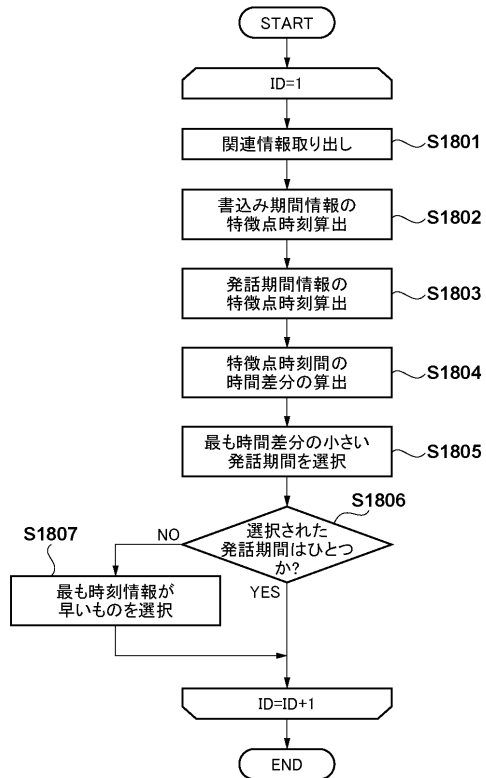 START
ID=1
関連情報取り出し
S1801
書込み期間情報の
特徴点時刻算出
S1802
発話期間情報の
特徴点時刻算出
S1803
特徴点時刻間の
時間差分の算出
S1804
最も時間差分の小さい
発話期間を選択
S1805
S1806
選択された
発話期間はひとつ
か?
NO
YES
S1807
最も時刻情報が
早いものを選択
ID=ID+1
END